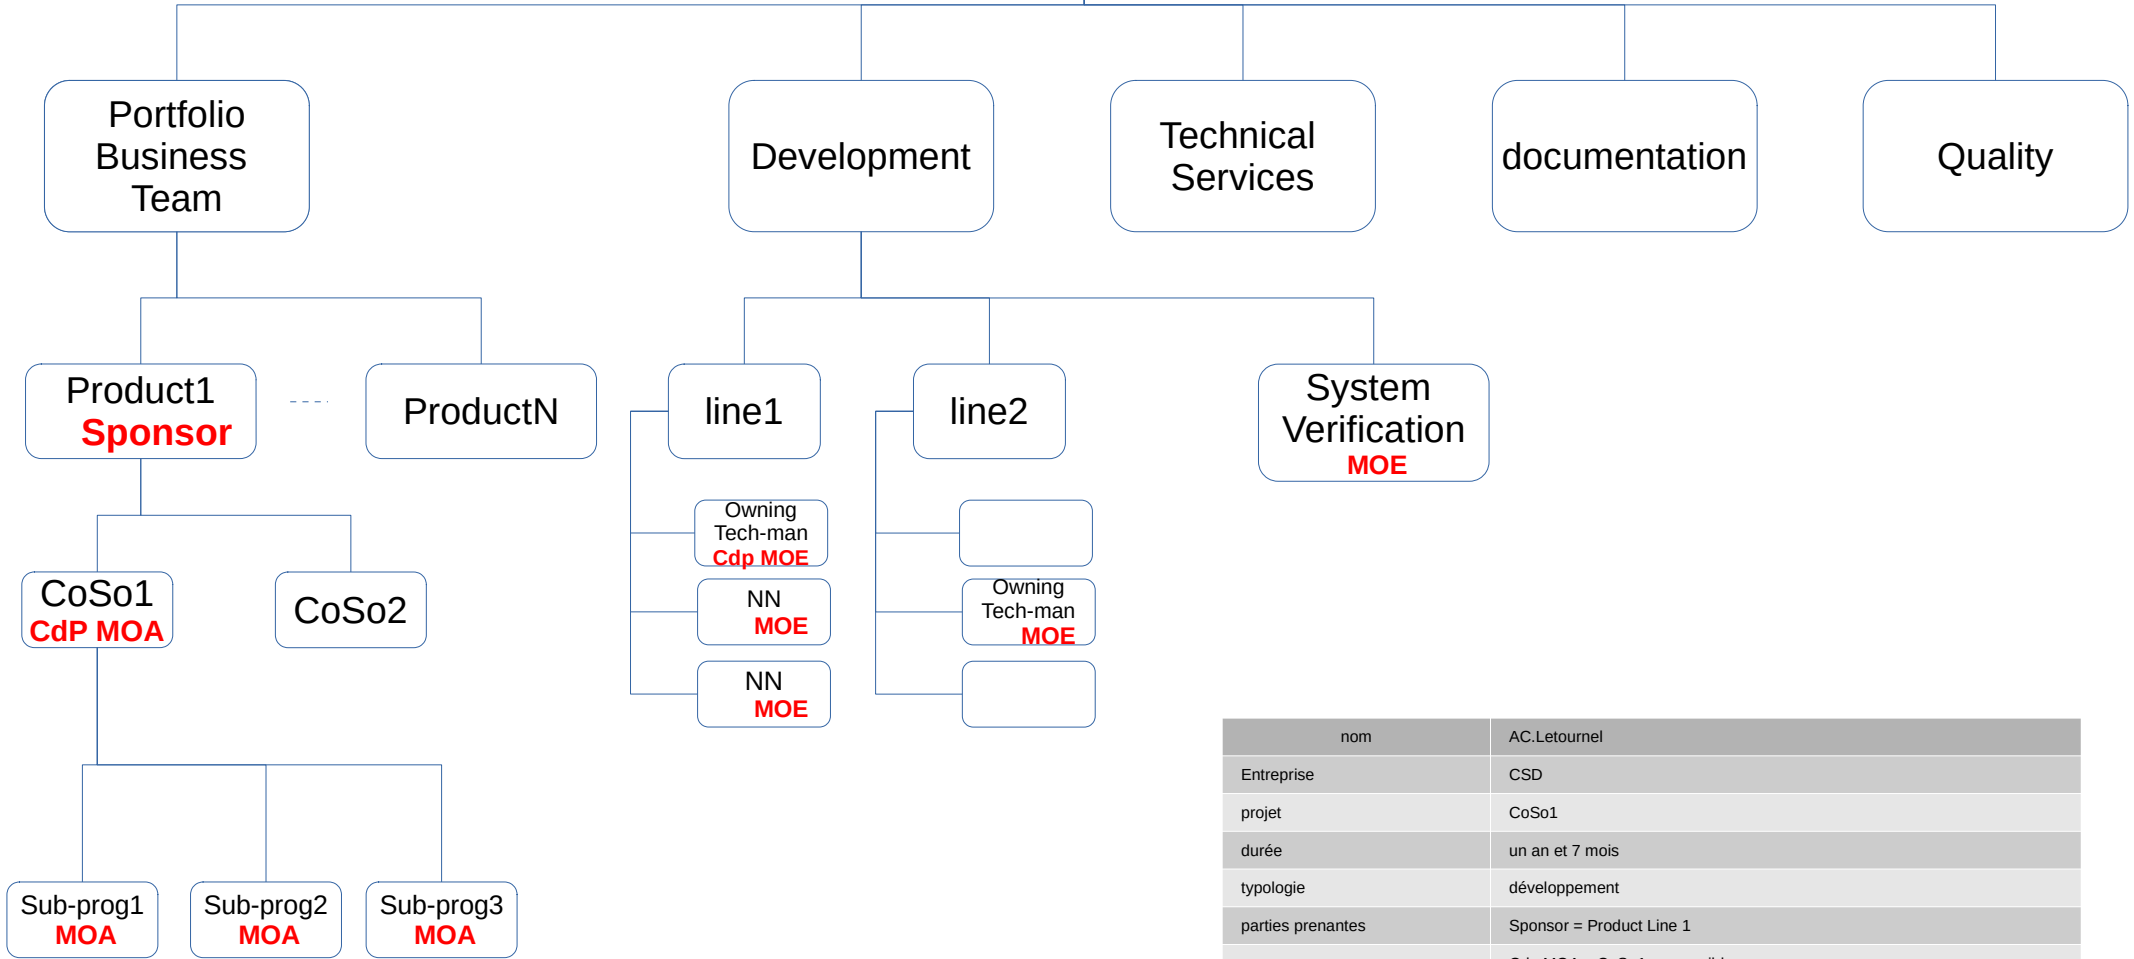 Portfolio
Business
Team
Development
Technical
Services
documentation
Quality
Product1
Sponsor
ProductN
line1
line2
System
Verification
MOE
Owning
Tech-man
Cdp MOE
NN
MOE
NN
MOE
Owning
Tech-man
MOE
CoSo1
CdP MOA
CoSo2
Sub-prog1
MOA
Sub-prog2
MOA
Sub-prog3
MOA
nom AC.Letournel
Entreprise CSD
projet CoSo1
durée un an et 7 mois
typologie développement
parties prenantes Sponsor = Product Line 1